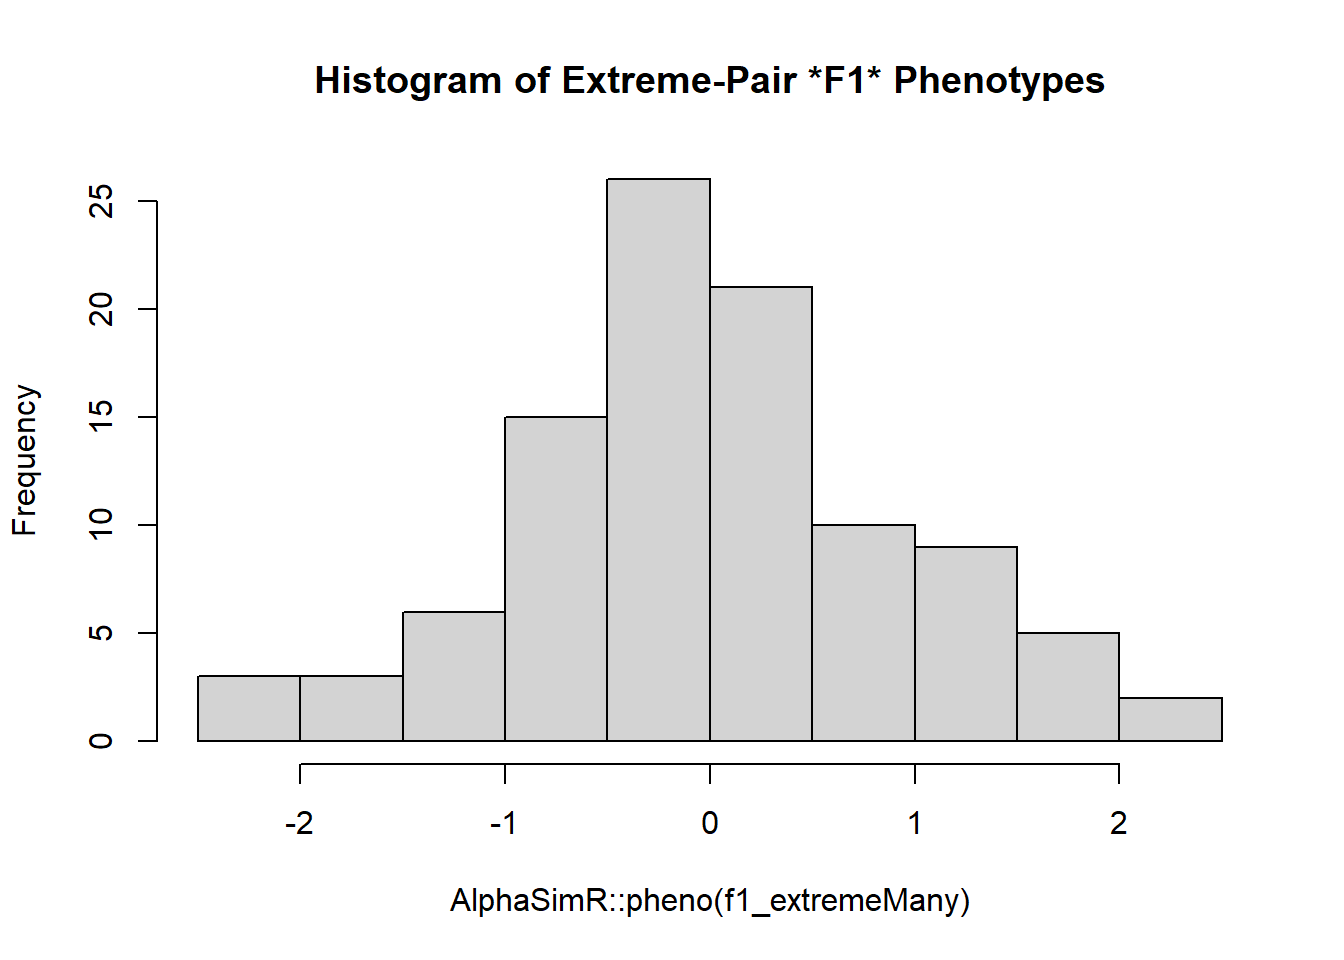 Histogram of Extreme-Pair *F1* Phenotypes
Frequency
25
20
15
10
5
0
-2 -1 0 1 2
AlphaSimR::pheno(f1_extremeMany)